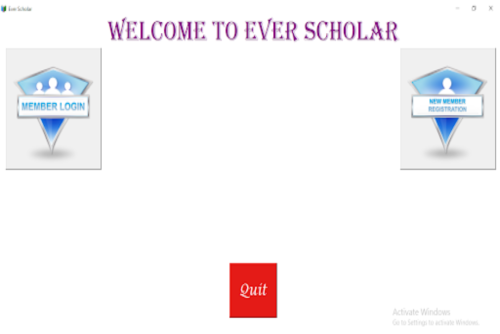 Ever Scholar
WELCOME TO EVER SCHOLAR
MEMBER LOGIN
NEW MEMBER
REGISTRATION
Quit
Activate Windows
Go to Settings to activate Windows.